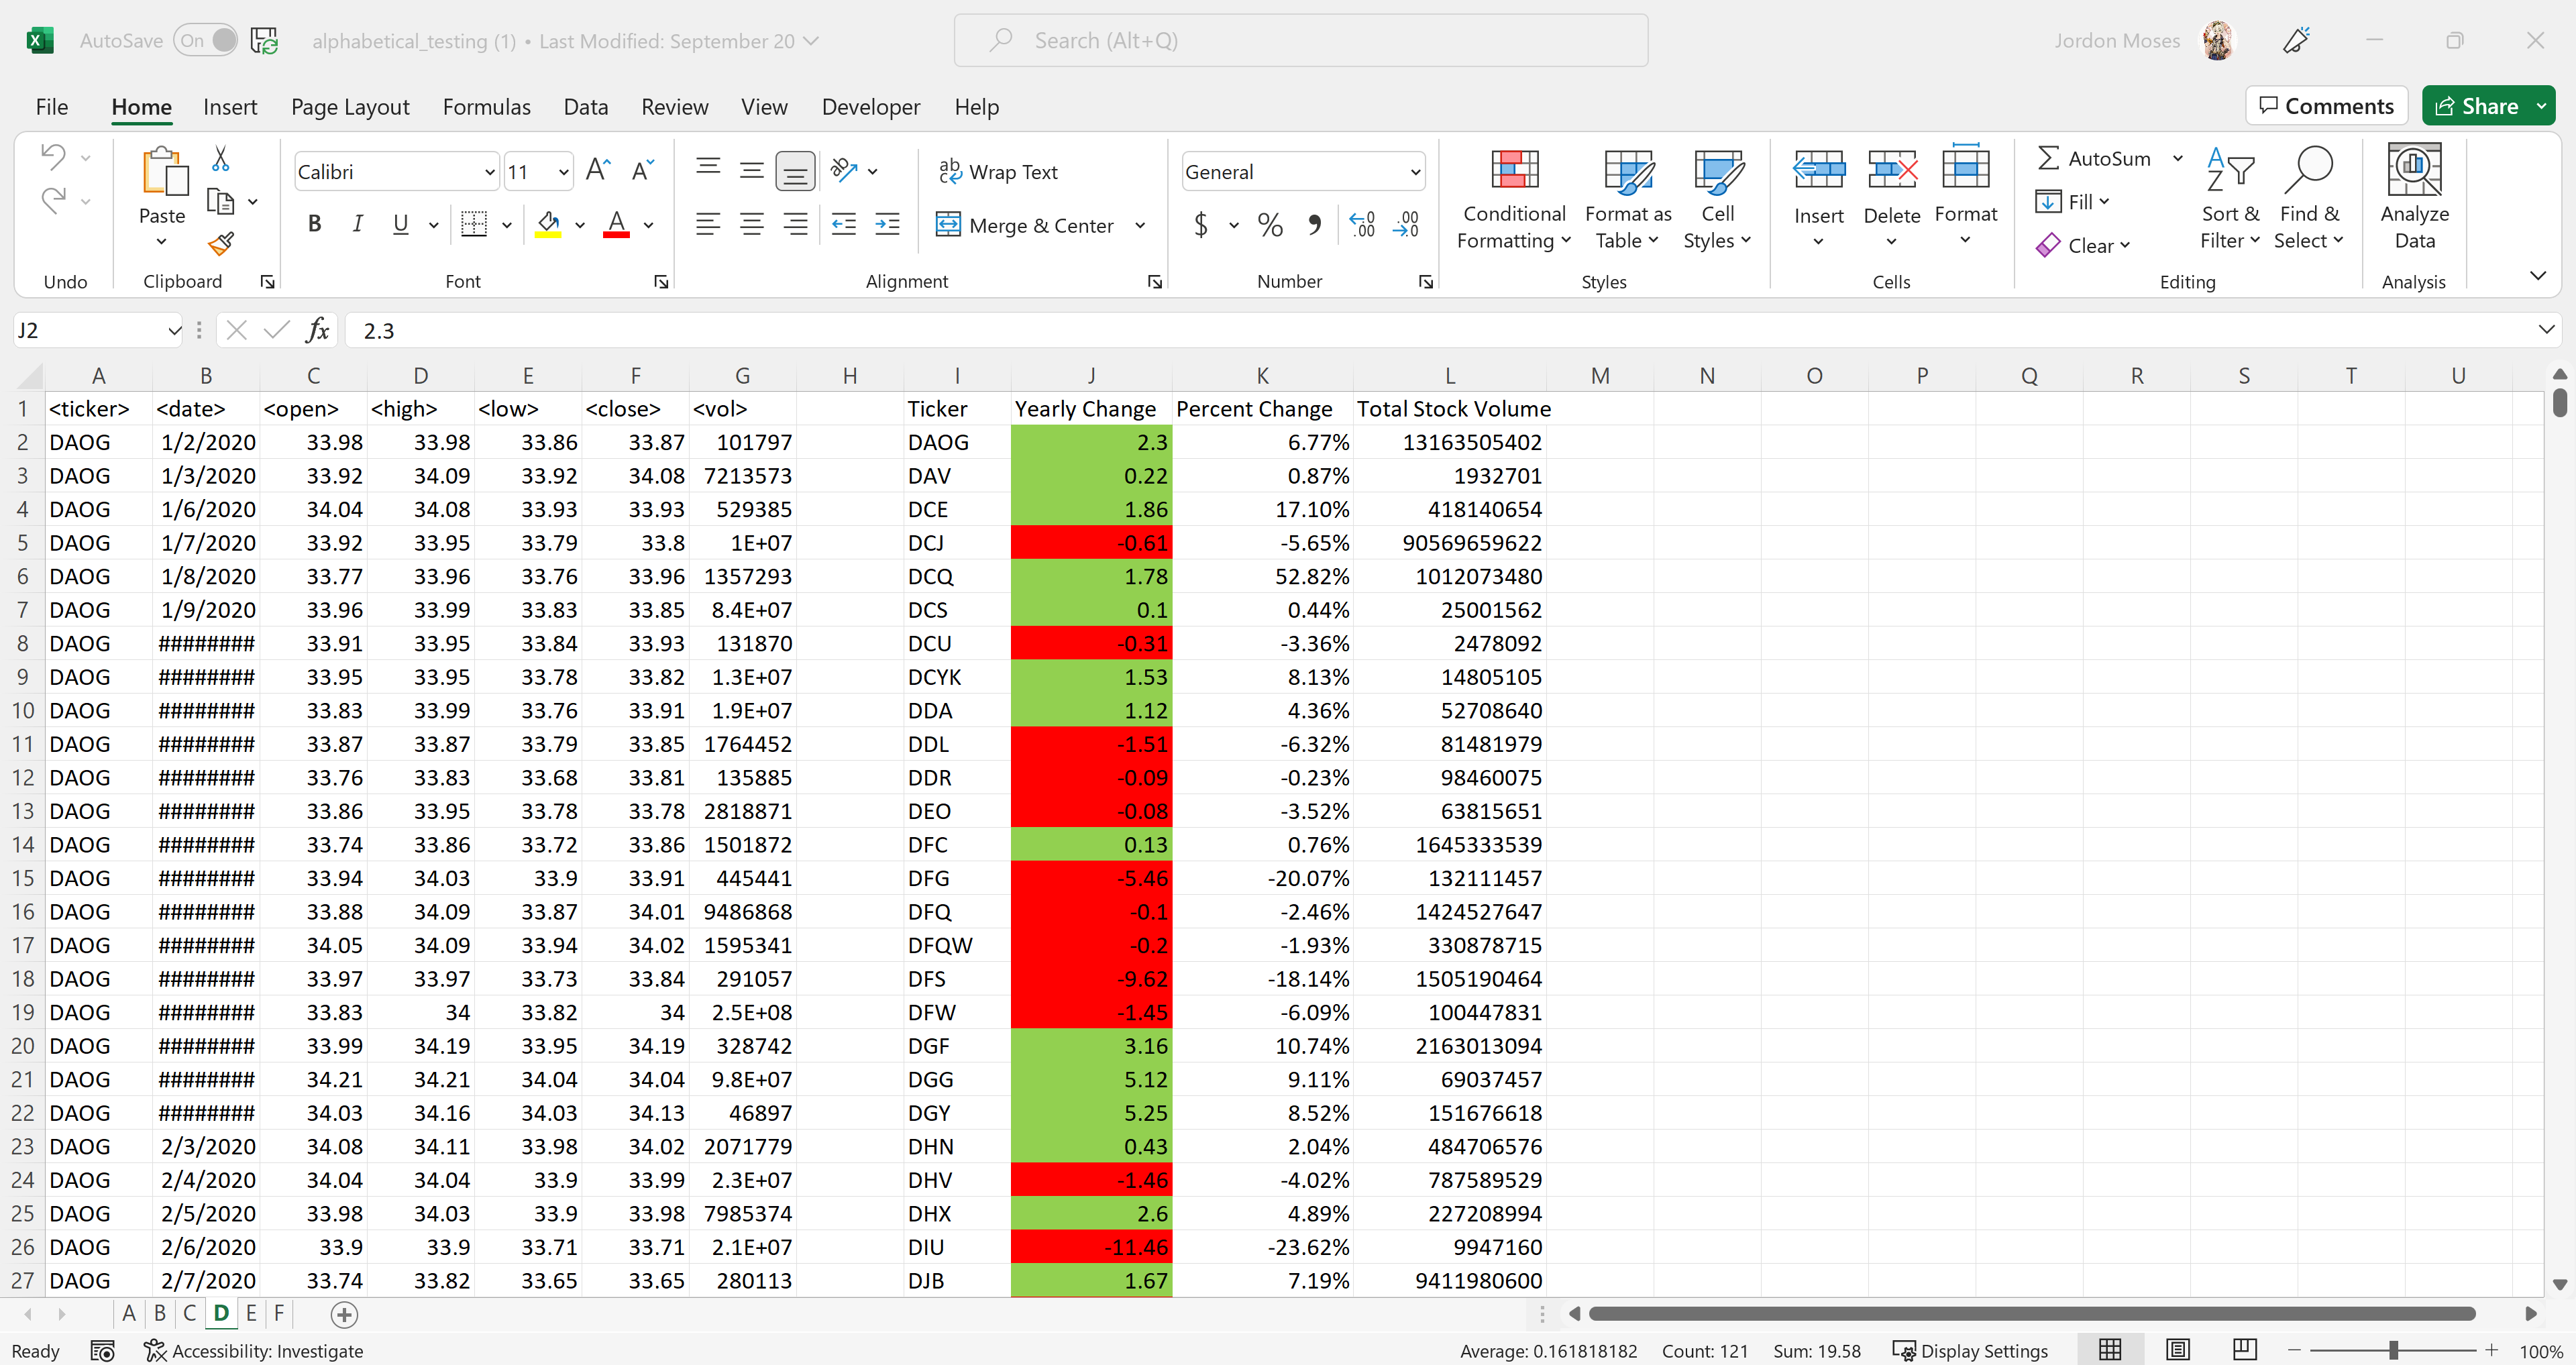 AutoSave On alphabetical_testing (1) • Last Modified: September 20 Search (Alt+Q) Jordon Moses
File Home Insert Page Layout Formulas Data Review View Developer Help Comments Share
Paste Calibri 11 Wrap Text General Conditional Formatting Format as Table Cell Styles Insert Delete Format AutoSum Sort & Filter Find & Select Analyze Data
B I U A Merge & Center $ % Fill Clear
Undo Clipboard Font Alignment Number Styles Cells Editing Analysis
J2 fx 2.3
A B C D E F G H I J K L M N O P Q R S T U
1 <ticker> <date> <open> <high> <low> <close> <vol> Ticker Yearly Change Percent Change Total Stock Volume
2 DAOG 1/2/2020 33.98 33.98 33.86 33.87 101797 DAOG 2.3 6.77% 13163505402
3 DAOG 1/3/2020 33.92 34.09 33.92 34.08 7213573 DAV 0.22 0.87% 1932701
4 DAOG 1/6/2020 34.04 34.08 33.93 33.93 529385 DCE 1.86 17.10% 418140654
5 DAOG 1/7/2020 33.92 33.95 33.79 33.8 1E+07 DCJ -0.61 -5.65% 90569659622
6 DAOG 1/8/2020 33.77 33.96 33.76 33.96 1357293 DCQ 1.78 52.82% 1012073480
7 DAOG 1/9/2020 33.96 33.99 33.83 33.85 8.4E+07 DCS 0.1 0.44% 25001562
8 DAOG ######## 33.91 33.95 33.84 33.93 131870 DCU -0.31 -3.36% 2478092
9 DAOG ######## 33.95 33.95 33.78 33.82 1.3E+07 DCYK 1.53 8.13% 14805105
10 DAOG ######## 33.83 33.99 33.76 33.91 1.9E+07 DDA 1.12 4.36% 52708640
11 DAOG ######## 33.87 33.87 33.79 33.85 1764452 DDL -1.51 -6.32% 81481979
12 DAOG ######## 33.76 33.83 33.68 33.81 135885 DDR -0.09 -0.23% 98460075
13 DAOG ######## 33.86 33.95 33.78 33.78 2818871 DEO -0.08 -3.52% 63815651
14 DAOG ######## 33.74 33.86 33.72 33.86 1501872 DFC 0.13 0.76% 1645333539
15 DAOG ######## 33.94 34.03 33.9 33.91 445441 DFG -5.46 -20.07% 132111457
16 DAOG ######## 33.88 34.09 33.87 34.01 9486868 DFQ -0.1 -2.46% 1424527647
17 DAOG ######## 34.05 34.09 33.94 34.02 1595341 DFQW -0.2 -1.93% 330878715
18 DAOG ######## 33.97 33.97 33.73 33.84 291057 DFS -9.62 -18.14% 1505190464
19 DAOG ######## 33.83 34 33.82 34 2.5E+08 DFW -1.45 -6.09% 100447831
20 DAOG ######## 33.99 34.19 33.95 34.19 328742 DGF 3.16 10.74% 2163013094
21 DAOG ######## 34.21 34.21 34.04 34.04 9.8E+07 DGG 5.12 9.11% 69037457
22 DAOG ######## 34.03 34.16 34.03 34.13 46897 DGY 5.25 8.52% 151676618
23 DAOG 2/3/2020 34.08 34.11 33.98 34.02 2071779 DHN 0.43 2.04% 484706576
24 DAOG 2/4/2020 34.04 34.04 33.9 33.99 2.3E+07 DHV -1.46 -4.02% 787589529
25 DAOG 2/5/2020 33.98 34.03 33.9 33.98 7985374 DHX 2.6 4.89% 227208994
26 DAOG 2/6/2020 33.9 33.9 33.71 33.71 2.1E+07 DIU -11.46 -23.62% 9947160
27 DAOG 2/7/2020 33.74 33.82 33.65 33.65 280113 DJB 1.67 7.19% 9411980600
A B C D E F
Ready Accessibility: Investigate Average: 0.161818182 Count: 121 Sum: 19.58 Display Settings 100%